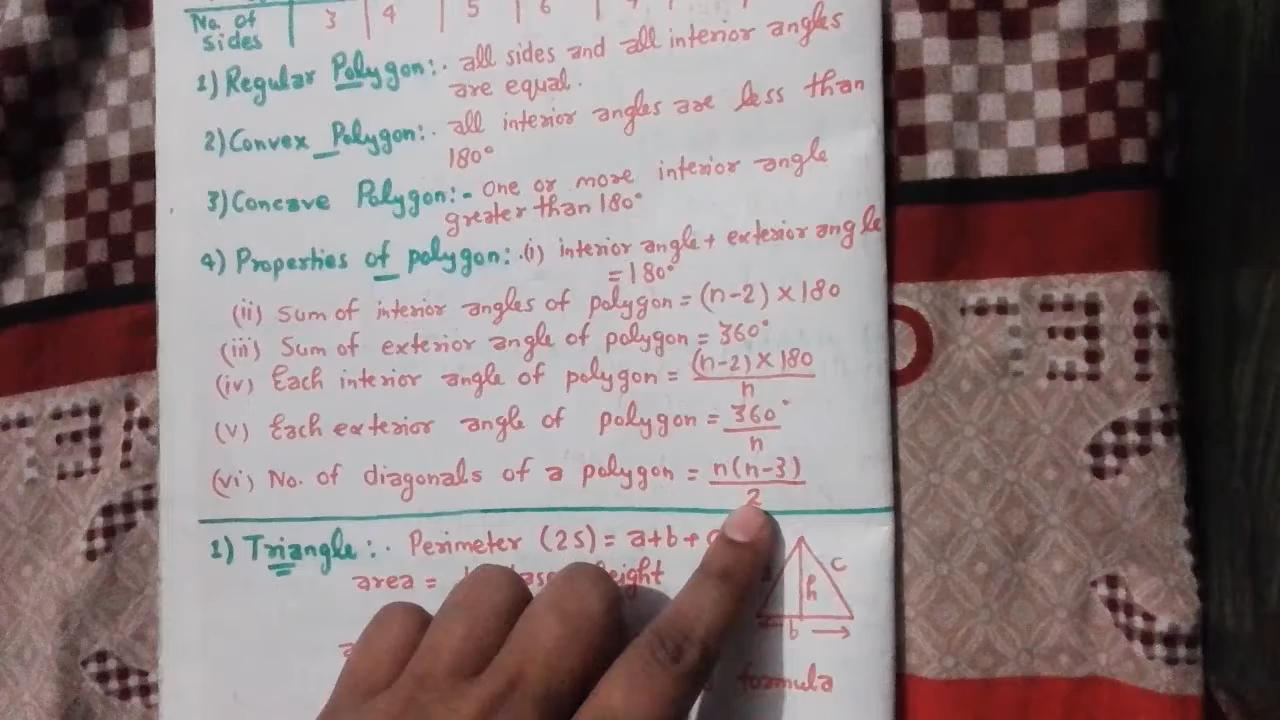 No. of 3 4 5 6
Sides
1) Regular Polygon:. all sides and all interior angles
are equal.
2) Convex Polygon:. all interior angles are less than
180°
3) Concave Polygon:- One or more interior angle
greater than 180°
4) Properties of polygon: .(i) interior angle + exterior angle
= 180°
(ii) Sum of interior angles of polygon = (n-2) × 180
(iii) Sum of exterior angle of polygon = 360°
(iv) Each interior angle of polygon = (n-2) × 180
n
(v) Each exterior angle of polygon = 360°
n
(vi) No. of diagonals of a polygon = n(n-3)
2
1) Triangle:. Perimeter (2S) = a+b+
area =
c
h
b
formula